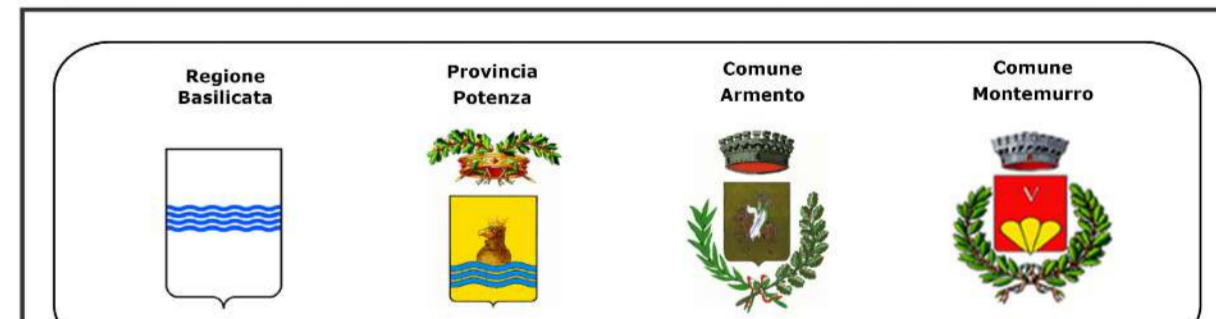 Regione
Basilicata
Provincia
Potenza
Comune
Armento
Comune
Montemurro
V